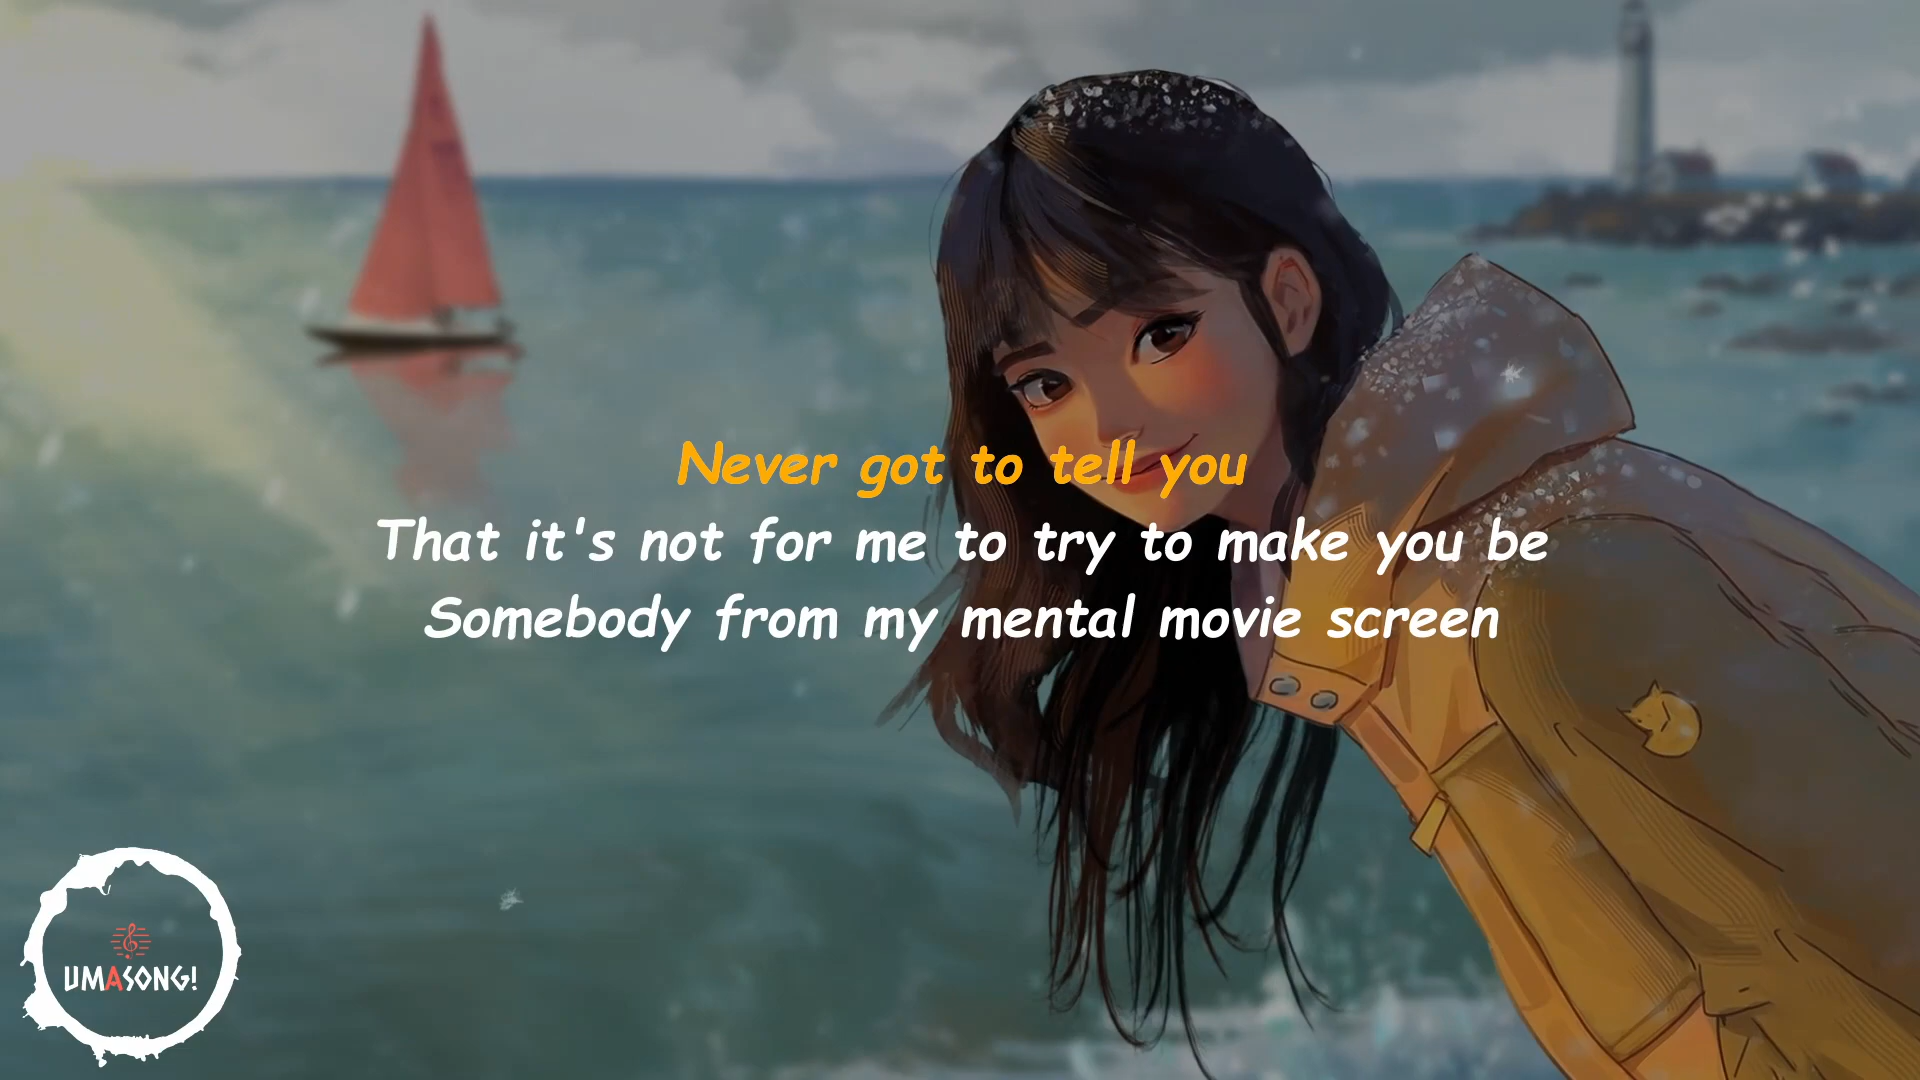 Never got to tell you
That it's not for me to try to make you be
Somebody from my mental movie screen
UMASONG!